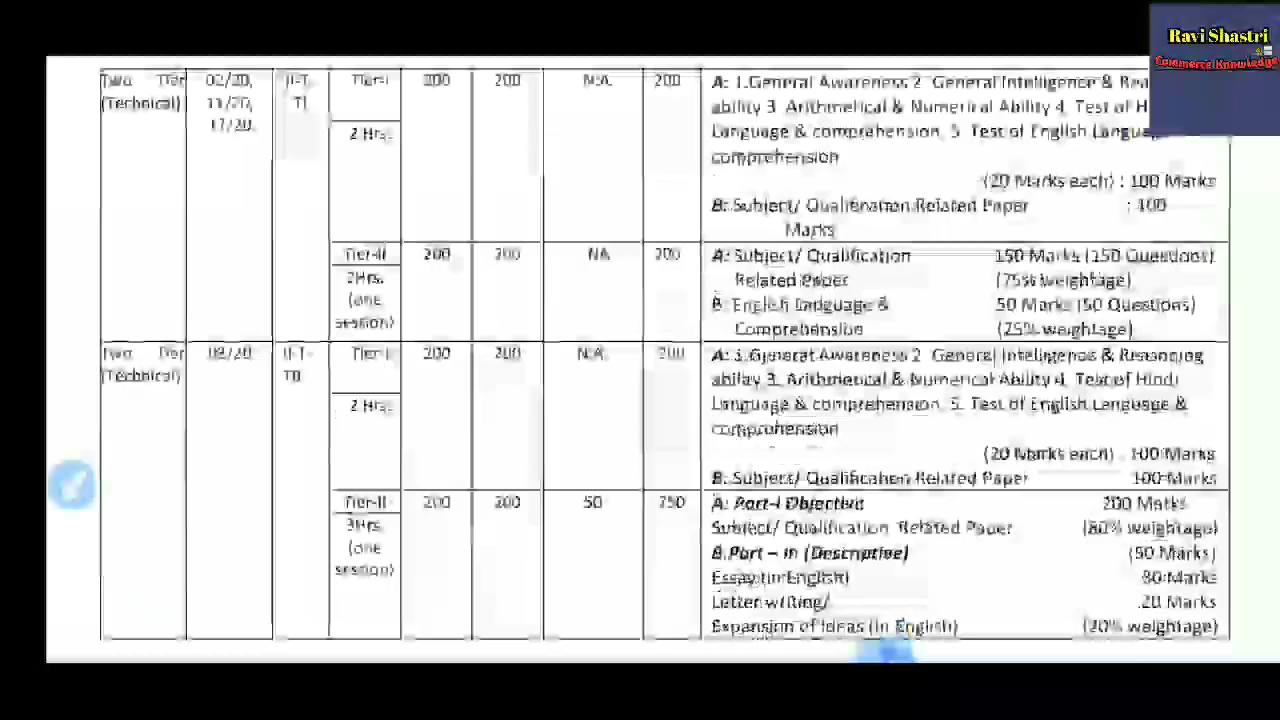 Ravi Shastri
Commerce Knowledge
Two Tier 02/20, II-T- Tier-I 200 200 N.A. 200 A: 1.General Awareness 2 General Intelligence & Rea
(Technical) 11/20, ability 3. Arithmetical & Numerical Ability 4. Test of H
17/20. 2 Hrs. Language & comprehension, 5. Test of English Langua
comprehension
(20 Marks each) : 100 Marks
B: Subject/ Qualification Related Paper : 100
Marks
Tier-II 200 200 NA 200 A: Subject/ Qualification 150 Marks (150 Questions)
2Hrs. Related Paper (75% weightage)
(one B: English Language & 50 Marks (50 Questions)
session) Comprehension (25% weightage)
Two Tier II-T- Tier-I 200 200 N.A. 200 A: 1.General Awareness 2 General Intelligence & Reasoning
(Technical) ability 3. Arithmetical & Numerical Ability 4. Test of Hindi
2 Hrs. Language & comprehension, 5. Test of English Language &
comprehension
(20 Marks each) : 100 Marks
B: Subject/ Qualification Related Paper 100 Marks
Tier-II 200 200 50 250 A: Part-I Objective 200 Marks
3Hrs. Subject/ Qualification Related Paper (80% weightage)
(one B.Part – (Descriptive) (50 Marks)
session) Essay (in English) 30 Marks
Letter writing/ 20 Marks
Expansion of Ideas (in English) (20% weightage)